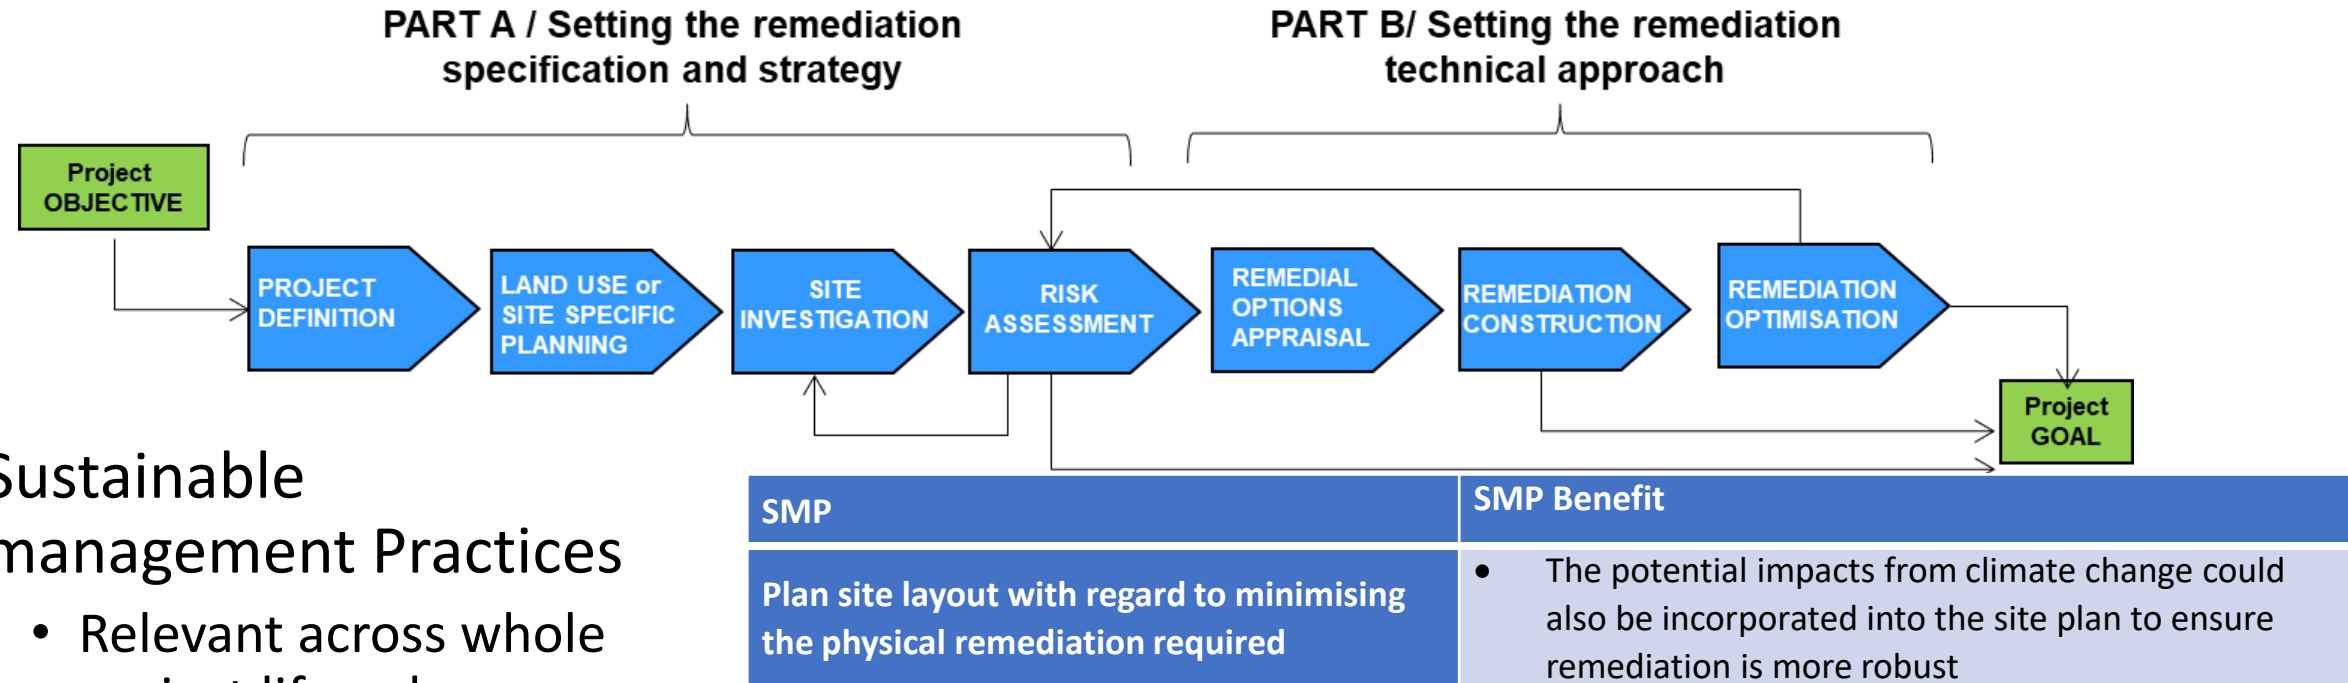 PART A / Setting the remediation
specification and strategy
PART B/ Setting the remediation
technical approach
Project
OBJECTIVE
PROJECT
DEFINITION
LAND USE or
SITE SPECIFIC
PLANNING
SITE
INVESTIGATION
RISK
ASSESSMENT
REMEDIAL
OPTIONS
APPRAISAL
REMEDIATION
CONSTRUCTION
REMEDIATION
OPTIMISATION
Project
GOAL
Sustainable
management Practices
• Relevant across whole
SMP
SMP Benefit
Plan site layout with regard to minimising
the physical remediation required
• The potential impacts from climate change could
also be incorporated into the site plan to ensure
remediation is more robust